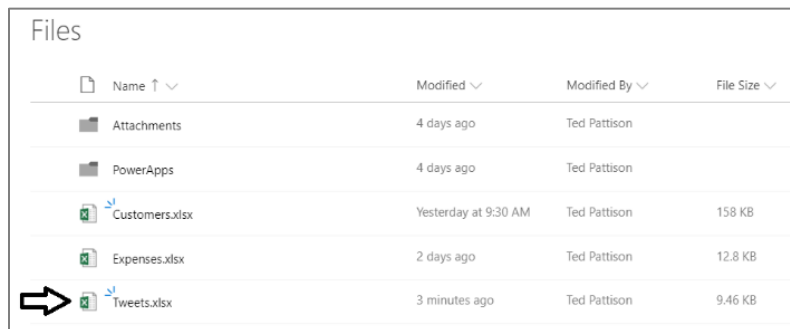 Files
Name ↑ Modified Modified By File Size
Attachments 4 days ago Ted Pattison
PowerApps 4 days ago Ted Pattison
Customers.xlsx Yesterday at 9:30 AM Ted Pattison 158 KB
Expenses.xlsx 2 days ago Ted Pattison 12.8 KB
Tweets.xlsx 3 minutes ago Ted Pattison 9.46 KB